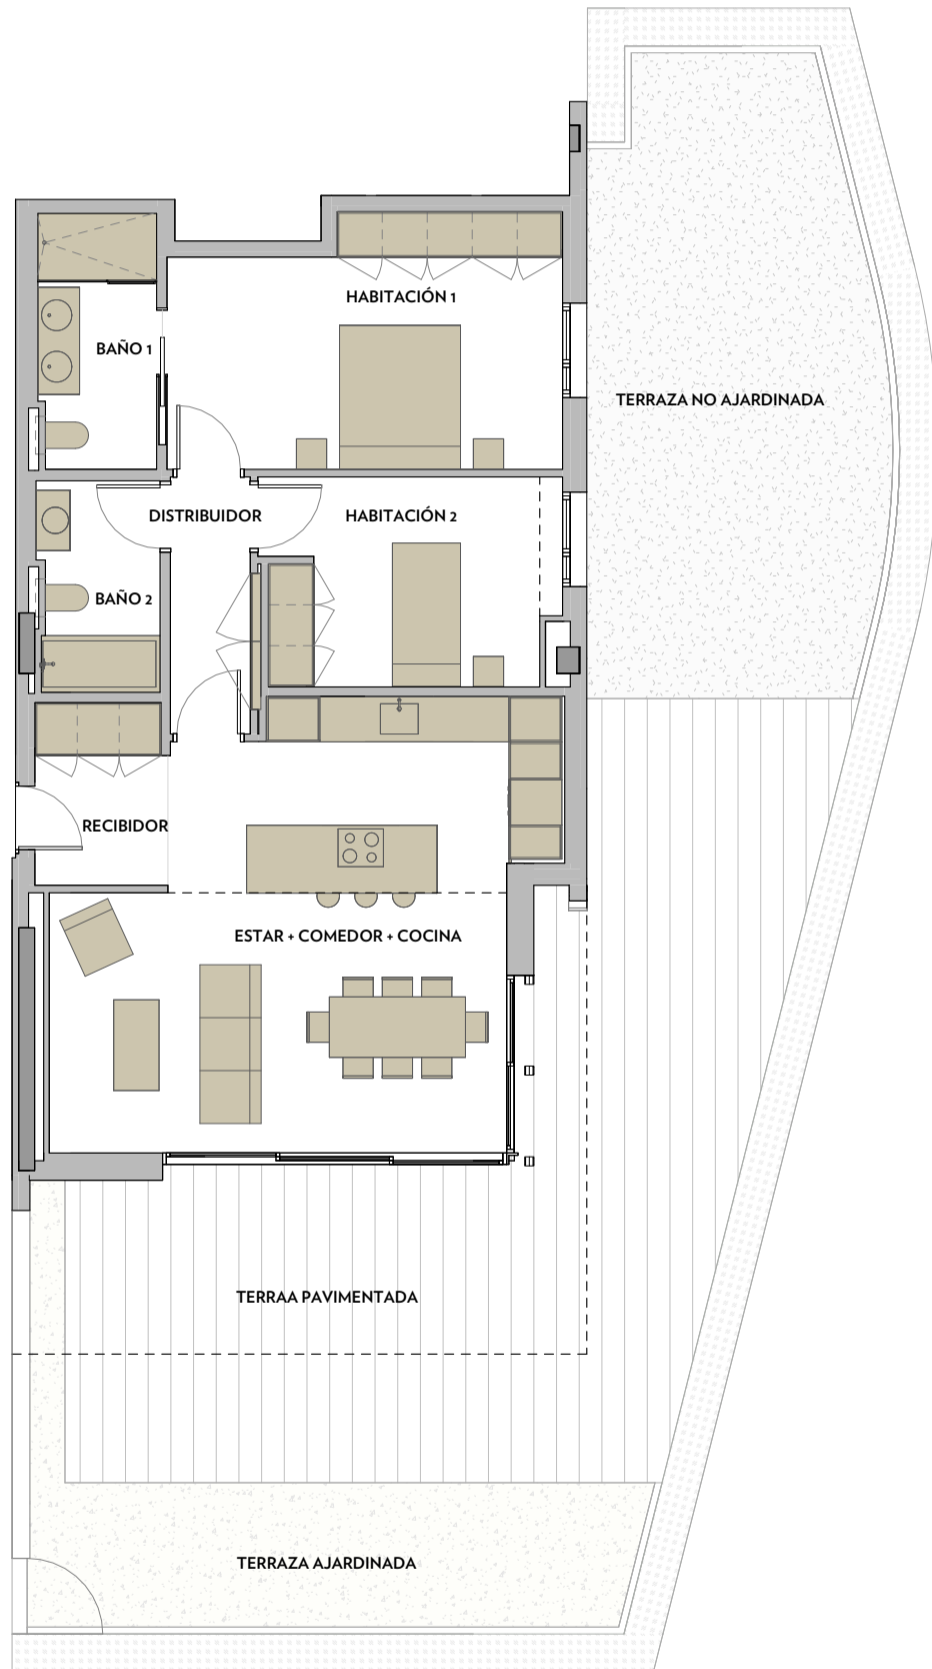 HABITACIÓN 1
BAÑO 1
TERRAZA NO AJARDINADA
DISTRIBUIDOR
HABITACIÓN 2
BAÑO 2
RECIBIDOR
ESTAR + COMEDOR + COCINA
TERRAA PAVIMENTADA
TERRAZA AJARDINADA